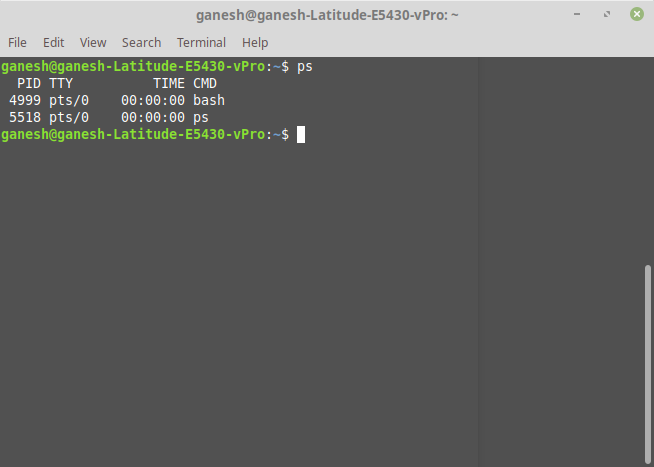 ganesh@ganesh-Latitude-E5430-vPro: ~
File Edit View Search Terminal Help
ganesh@ganesh-Latitude-E5430-vPro:~$ ps
  PID TTY          TIME CMD
 4999 pts/0    00:00:00 bash
 5518 pts/0    00:00:00 ps
ganesh@ganesh-Latitude-E5430-vPro:~$